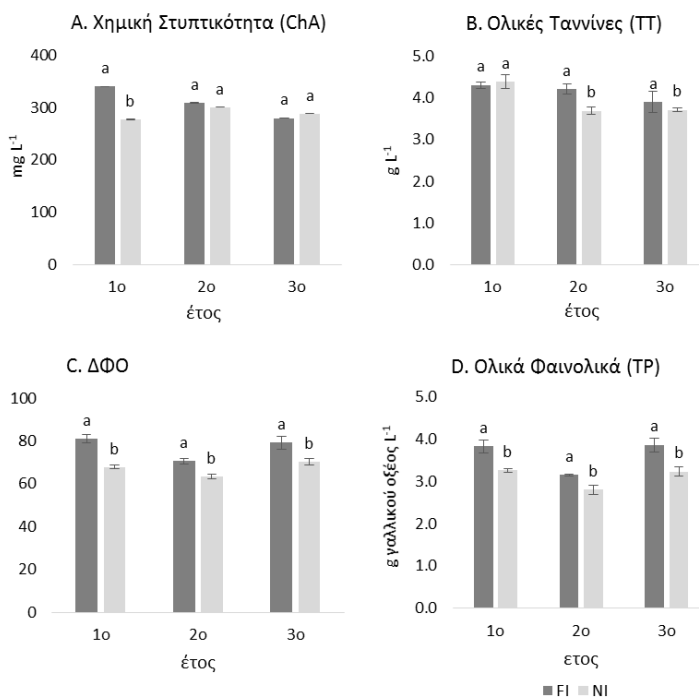 A. Χημική Στυπτικότητα (ChA)
400
300
200
100
0
mg L-1
a
b
a
a
a
a
1ο
2ο
3ο
έτος
B. Ολικές Ταννίνες (TT)
5.0
4.0
3.0
2.0
1.0
0.0
g L-1
a
a
a
b
a
b
1ο
2ο
3ο
έτος
C. ΔΦΟ
100
80
60
40
20
0
a
b
a
b
a
b
1ο
2ο
3ο
έτος
D. Ολικά Φαινολικά (TP)
5.0
4.0
3.0
2.0
1.0
0.0
g γαλλικού οξέος L-1
a
b
a
b
a
b
1ο
2ο
3ο
ετος
FI NI